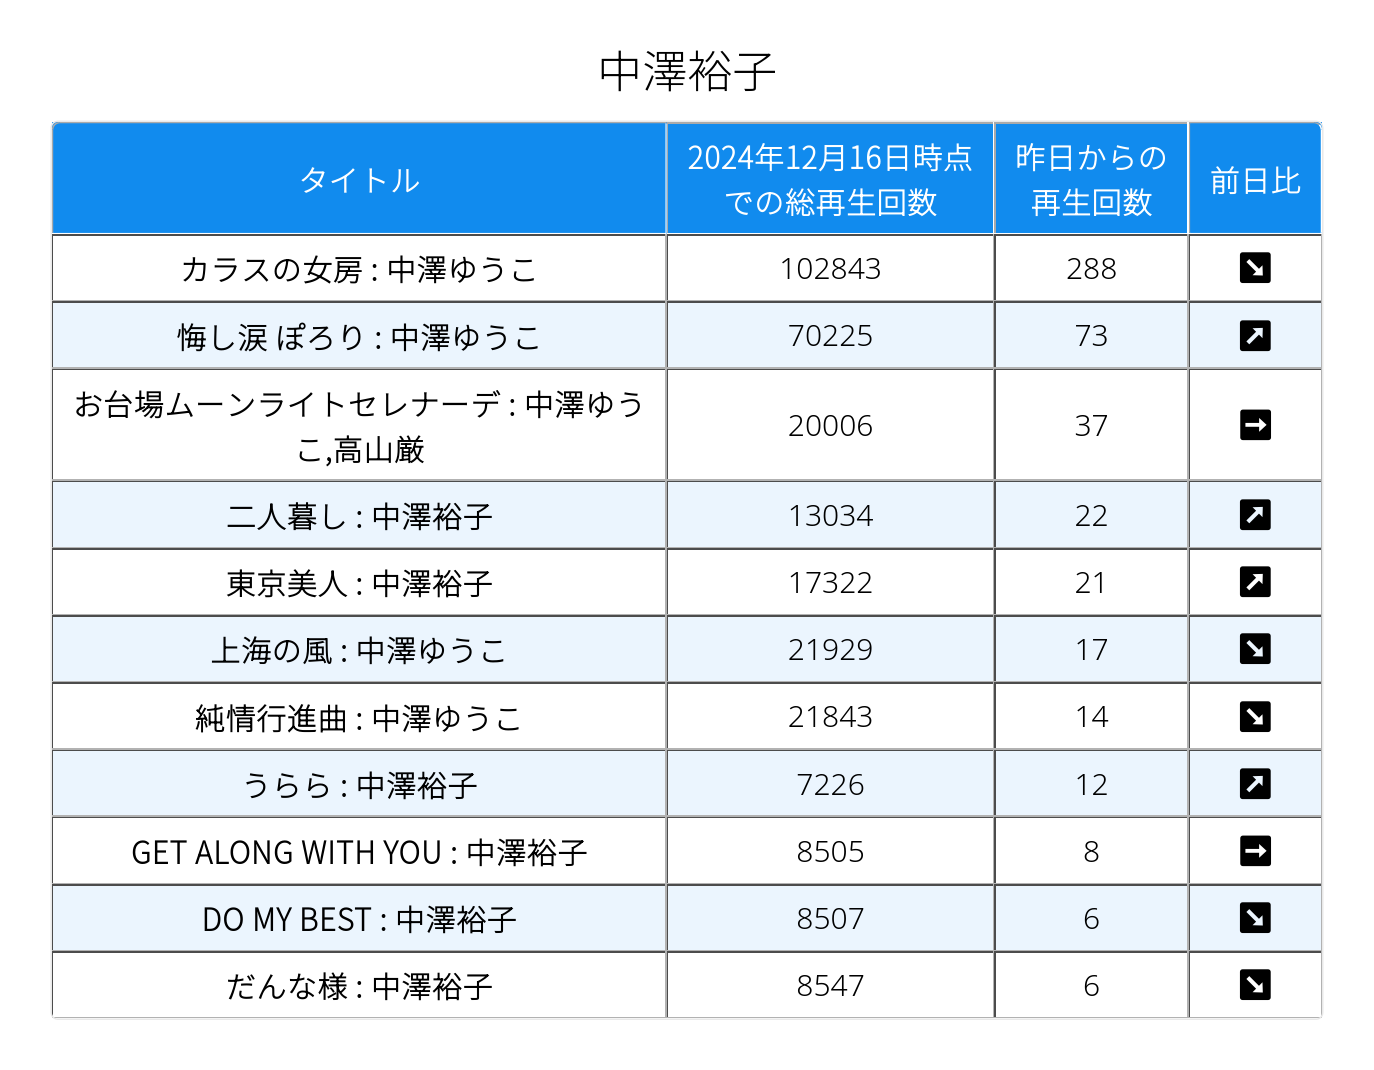 中澤裕子
タイトル
2024年12月16日時点
での総再生回数
昨日からの
再生回数
前日比
カラスの女房 : 中澤ゆうこ
102843
288
悔し涙 ぽろり : 中澤ゆうこ
70225
73
お台場ムーンライトセレナーデ : 中澤ゆう
こ,高山厳
20006
37
二人暮し : 中澤裕子
13034
22
東京美人 : 中澤裕子
17322
21
上海の風 : 中澤ゆうこ
21929
17
純情行進曲 : 中澤ゆうこ
21843
14
うらら : 中澤裕子
7226
12
GET ALONG WITH YOU : 中澤裕子
8505
8
DO MY BEST : 中澤裕子
8507
6
だんな様 : 中澤裕子
8547
6